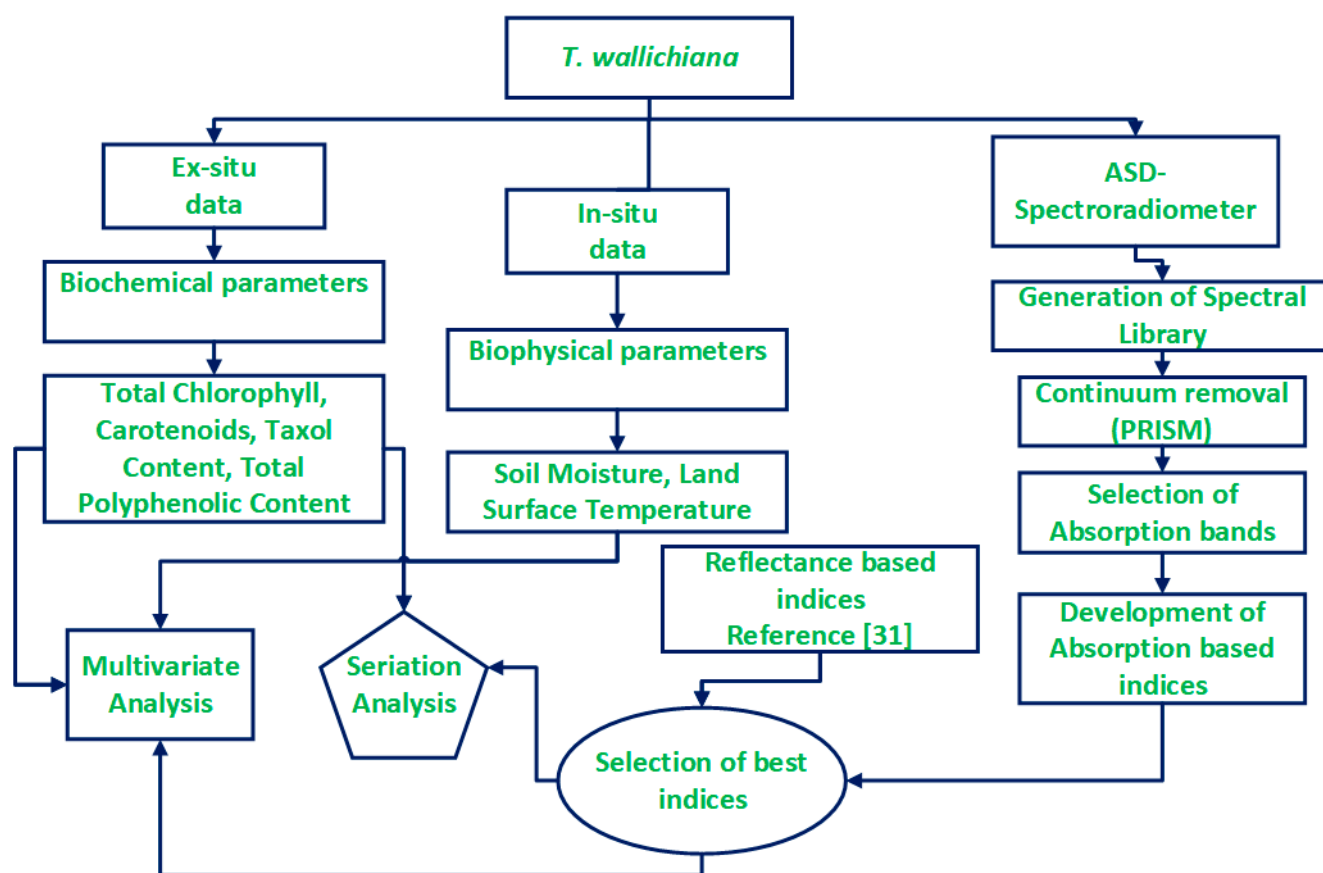 T. wallichiana
Ex-situ
data
In-situ
data
ASD-
Spectroradiometer
Biochemical parameters
Generation of Spectral
Library
Biophysical parameters
Total Chlorophyll,
Carotenoids, Taxol
Content, Total
Polyphenolic Content
Continuum removal
(PRISM)
Soil Moisture, Land
Surface Temperature
Selection of
Absorption bands
Reflectance based
indices
Reference [31]
Development of
Absorption based
indices
Multivariate
Analysis
Seriation
Analysis
Selection of best
indices